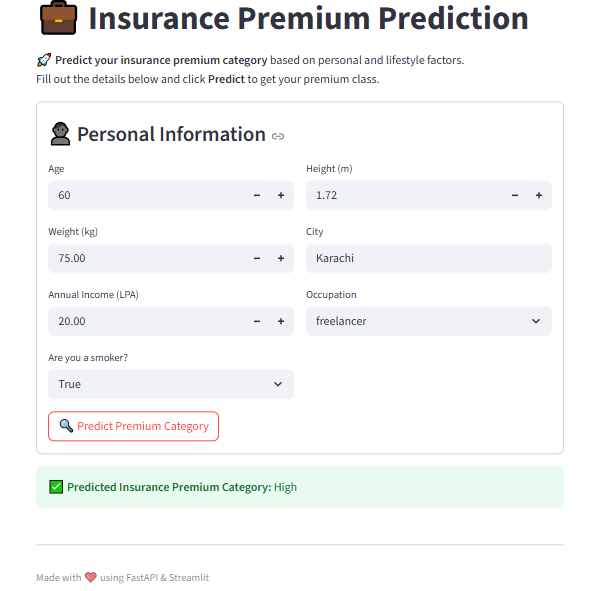 Insurance Premium Prediction
🚀 Predict your insurance premium category based on personal and lifestyle factors.
Fill out the details below and click Predict to get your premium class.
Personal Information
Age
Height (m)
60
1.72
Weight (kg)
City
75.00
Karachi
Annual Income (LPA)
Occupation
20.00
freelancer
Are you a smoker?
True
🔍 Predict Premium Category
✅ Predicted Insurance Premium Category: High
Made with ❤️ using FastAPI & Streamlit